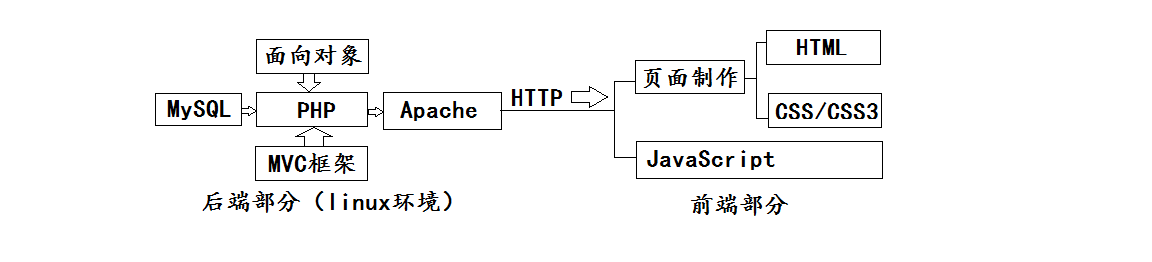 面向对象
MySQL
PHP
Apache
MVC框架
后端部分（linux环境）
HTTP
页面制作
HTML
CSS/CSS3
JavaScript
前端部分